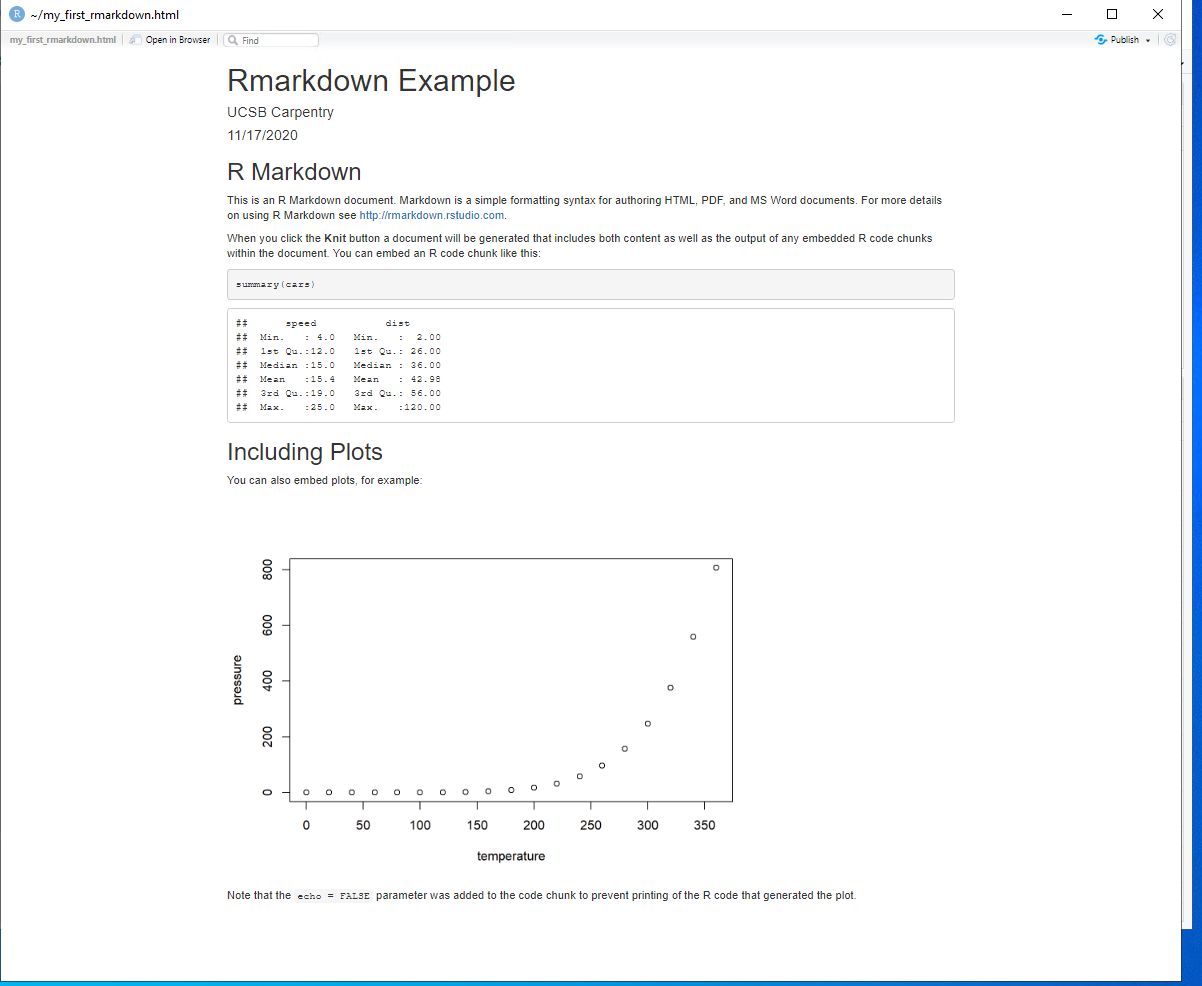 R ~/my_first_rmarkdown.html
my_first_rmarkdown.html Open in Browser Find Publish
Rmarkdown Example
UCSB Carpentry
11/17/2020
R Markdown
This is an R Markdown document. Markdown is a simple formatting syntax for authoring HTML, PDF, and MS Word documents. For more details
on using R Markdown see http://rmarkdown.rstudio.com.
When you click the Knit button a document will be generated that includes both content as well as the output of any embedded R code chunks
within the document. You can embed an R code chunk like this:
summary(cars)
##      speed           dist
##  Min.   : 4.0   Min.   :  2.00
##  1st Qu.:12.0   1st Qu.: 26.00
##  Median :15.0   Median : 36.00
##  Mean   :15.4   Mean   : 42.98
##  3rd Qu.:19.0   3rd Qu.: 56.00
##  Max.   :25.0   Max.   :120.00
Including Plots
You can also embed plots, for example:
800
600
400
200
0
pressure
0 50 100 150 200 250 300 350
temperature
Note that the echo = FALSE parameter was added to the code chunk to prevent printing of the R code that generated the plot.